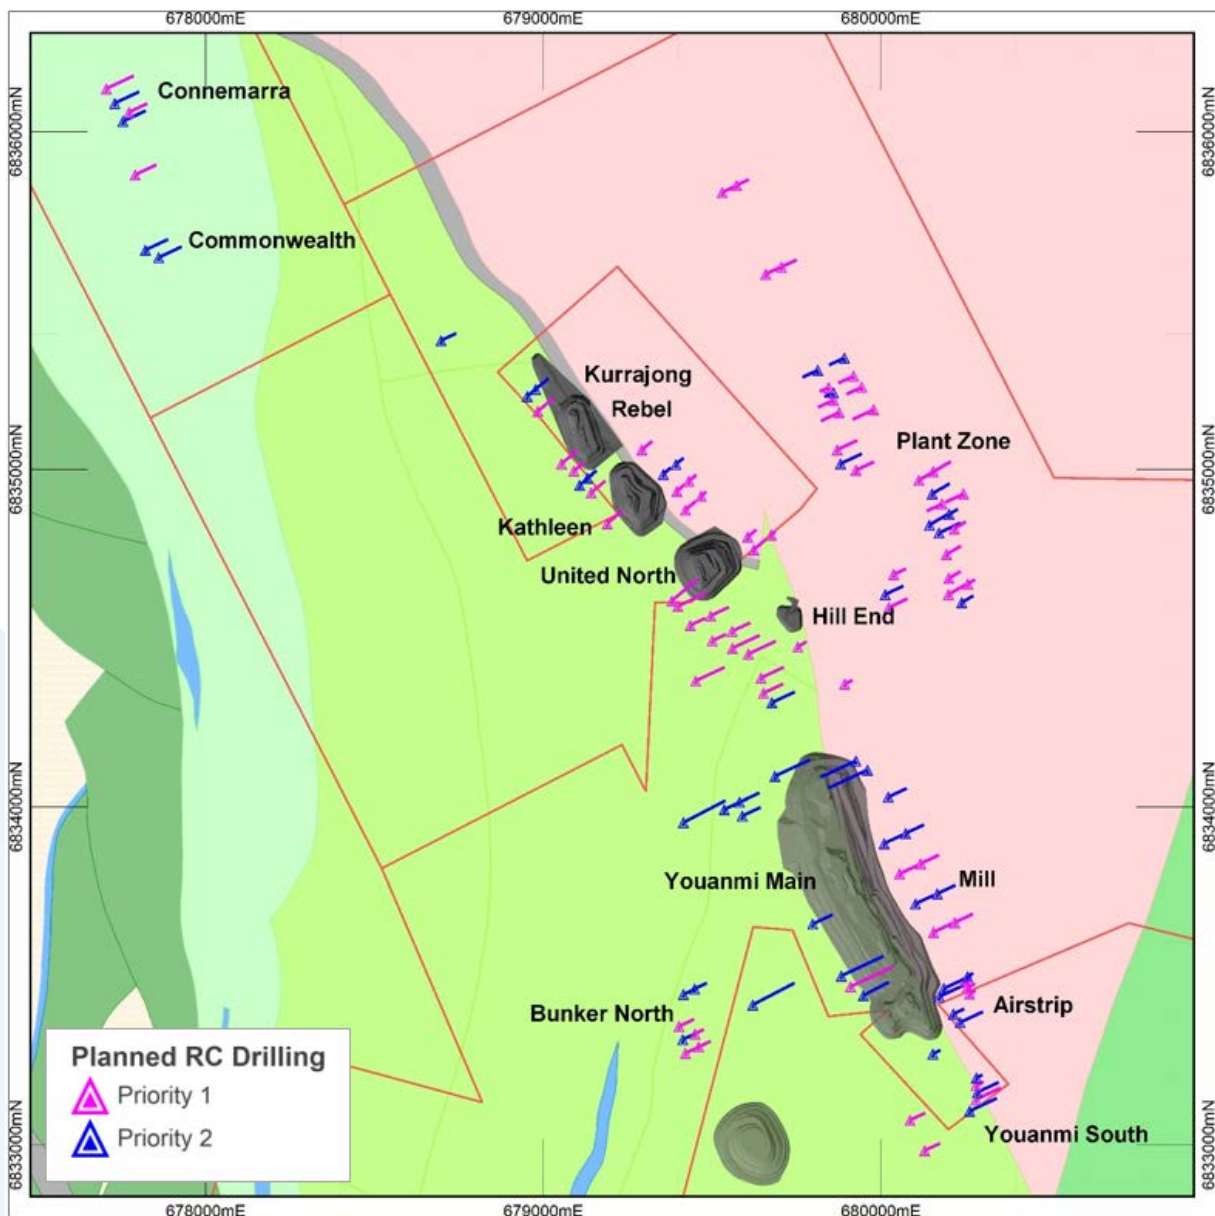 678000mE
679000mE
680000mE
6836000mN
6836000mN
Connemarra
Commonwealth
Kurrajong
Rebel
Plant Zone
6835000mN
6835000mN
Kathleen
United North
Hill End
6834000mN
6834000mN
Youanmi Main
Mill
Bunker North
Airstrip
Planned RC Drilling
Priority 1
Priority 2
Youanmi South
6833000mN
6833000mN
678000mE
679000mE
680000mE